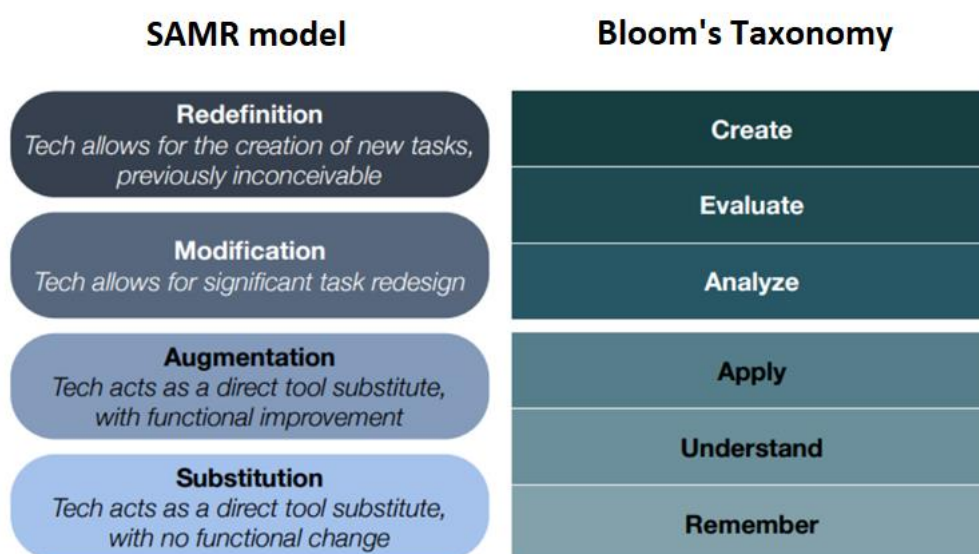 SAMR model
Redefinition
Tech allows for the creation of new tasks,
previously inconceivable
Modification
Tech allows for significant task redesign
Augmentation
Tech acts as a direct tool substitute,
with functional improvement
Substitution
Tech acts as a direct tool substitute,
with no functional change
Bloom's Taxonomy
Create
Evaluate
Analyze
Apply
Understand
Remember